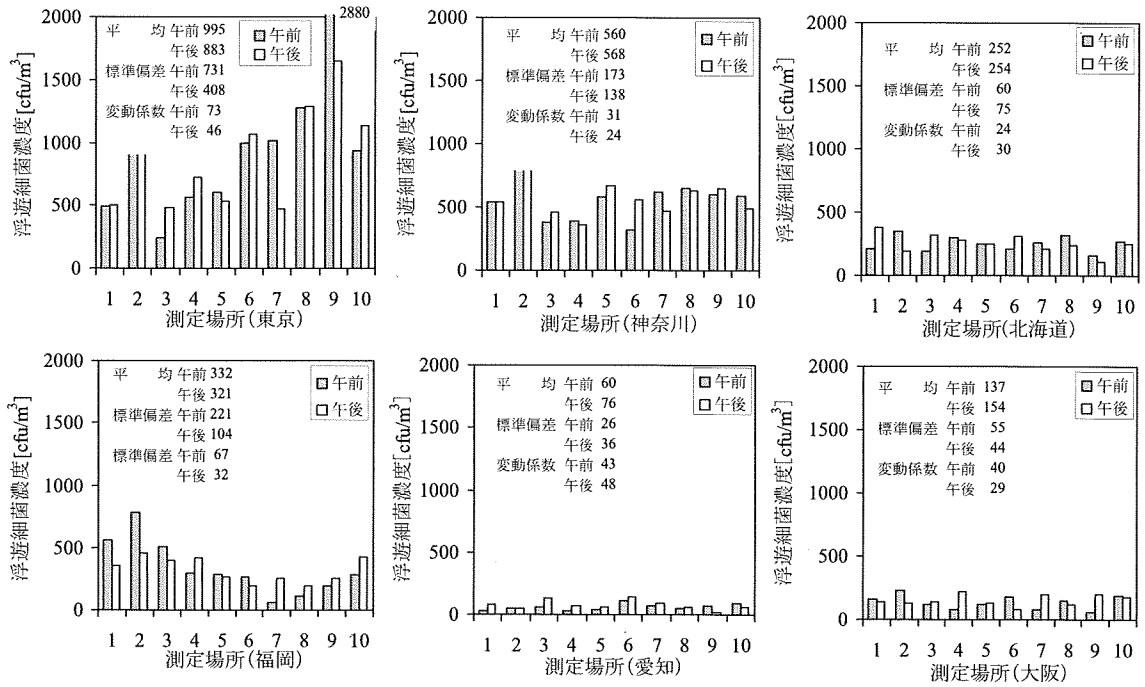 浮遊細菌濃度[cfu/m³]
2000
1500
1000
500
0
2880
平 均 午前 995
午後 883
標準偏差 午前 731
午後 408
変動係数 午前 73
午後 46
午前
午後
1 2 3 4 5 6 7 8 9 10
測定場所(東京)
浮遊細菌濃度[cfu/m³]
2000
1500
1000
500
0
平 均 午前 560
午後 568
標準偏差 午前 173
午後 138
変動係数 午前 31
午後 24
午前
午後
1 2 3 4 5 6 7 8 9 10
測定場所(神奈川)
浮遊細菌濃度[cfu/m³]
2000
1500
1000
500
0
平 均 午前 252
午後 254
標準偏差 午前 60
午後 75
変動係数 午前 24
午後 30
午前
午後
1 2 3 4 5 6 7 8 9 10
測定場所(北海道)
浮遊細菌濃度[cfu/m³]
2000
1500
1000
500
0
平 均 午前 332
午後 321
標準偏差 午前 221
午後 104
標準偏差 午前 67
午後 32
午前
午後
1 2 3 4 5 6 7 8 9 10
測定場所(福岡)
浮遊細菌濃度[cfu/m³]
2000
1500
1000
500
0
平 均 午前 60
午後 76
標準偏差 午前 26
午後 36
変動係数 午前 43
午後 48
午前
午後
1 2 3 4 5 6 7 8 9 10
測定場所(愛知)
浮遊細菌濃度[cfu/m³]
2000
1500
1000
500
0
平 均 午前 137
午後 154
標準偏差 午前 55
午後 44
変動係数 午前 40
午後 29
午前
午後
1 2 3 4 5 6 7 8 9 10
測定場所(大阪)